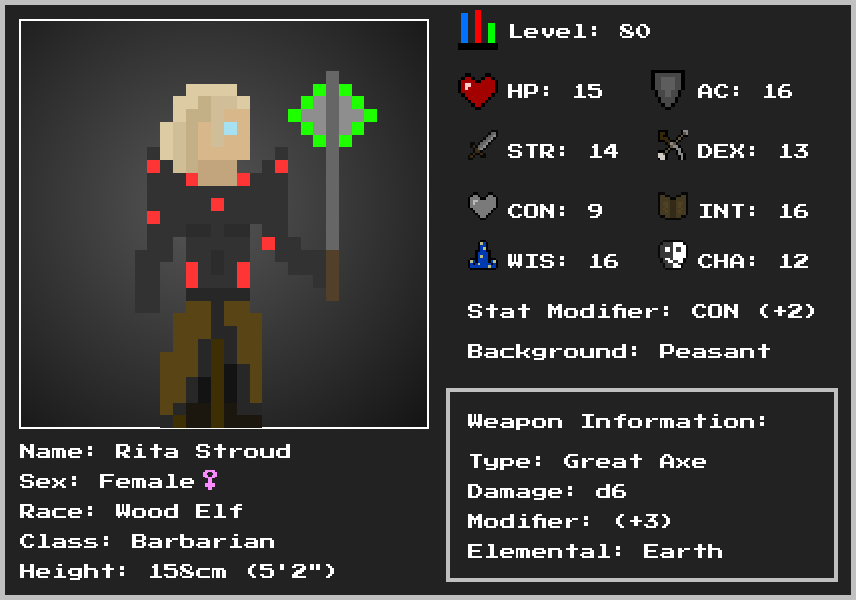 Level: 80
HP: 15 AC: 16
STR: 14 DEX: 13
CON: 9 INT: 16
WIS: 16 CHA: 12
Stat Modifier: CON (+2)
Background: Peasant
Weapon Information:
Type: Great Axe
Damage: d6
Modifier: (+3)
Elemental: Earth
Name: Rita Stroud
Sex: Female♀
Race: Wood Elf
Class: Barbarian
Height: 158cm (5'2")